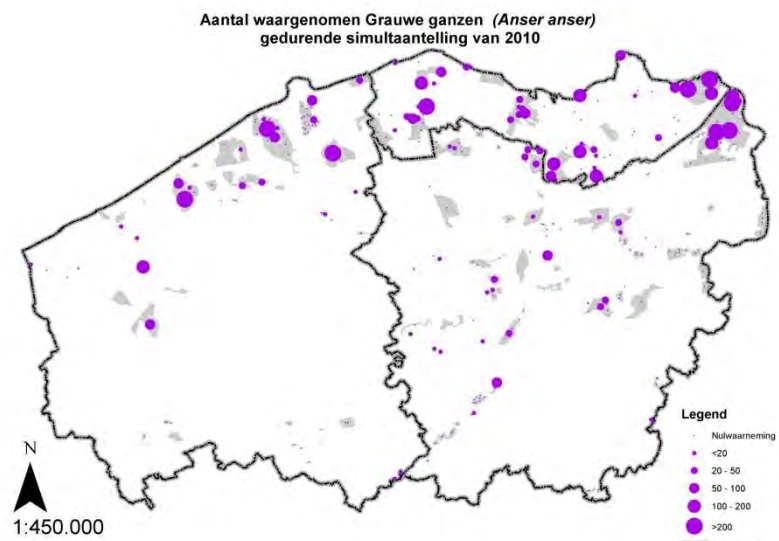 Aantal waargenomen Grauwe ganzen (Anser anser)
gedurende simultaantelling van 2010
Legend
Nulwaarneming
<20
20 - 50
50 - 100
100 - 200
>200
N
1:450.000